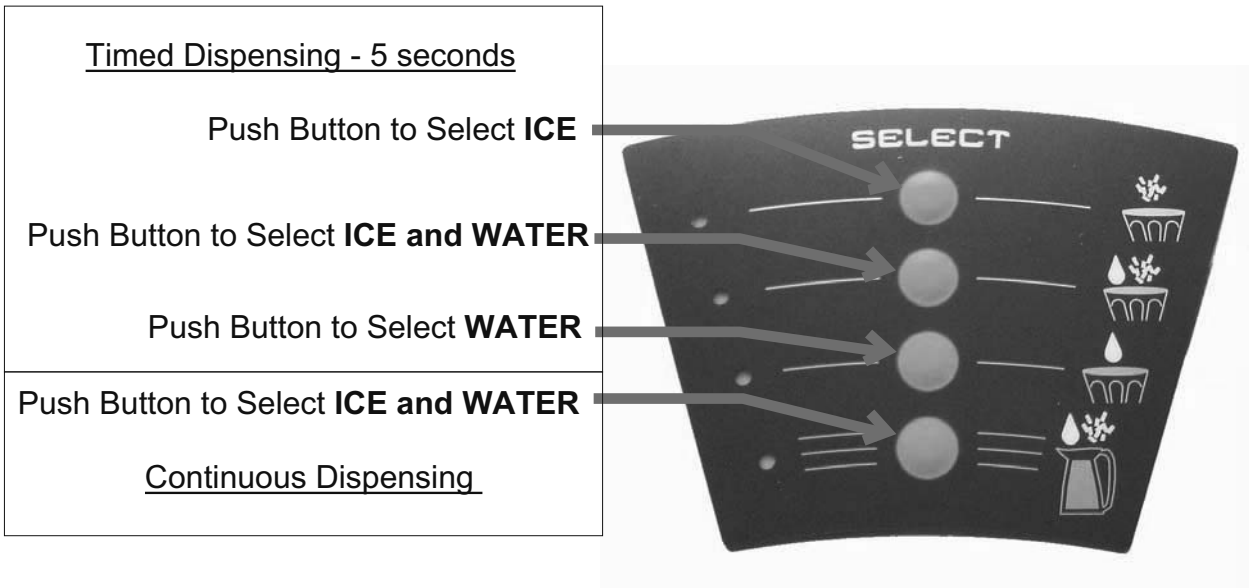 Timed Dispensing - 5 seconds
Push Button to Select ICE
Push Button to Select ICE and WATER
Push Button to Select WATER
Push Button to Select ICE and WATER
Continuous Dispensing
SELECT